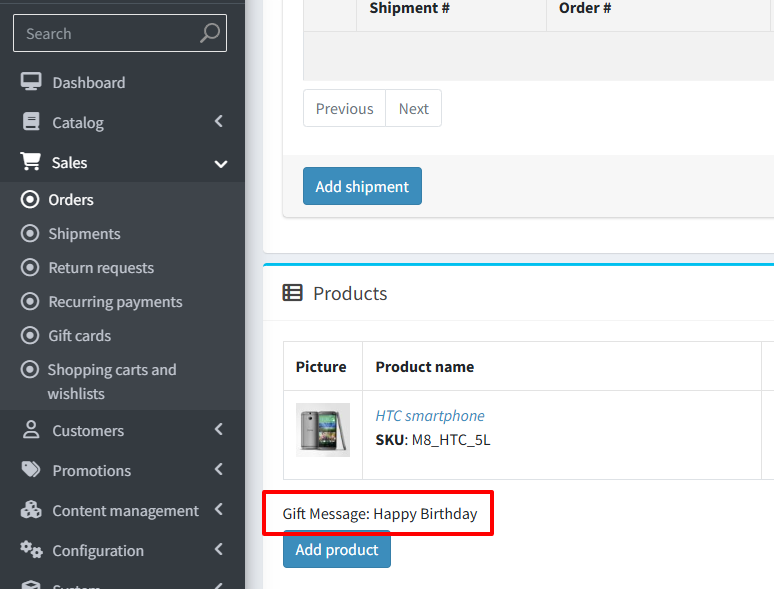 Search
Dashboard
Catalog
Sales
Orders
Shipments
Return requests
Recurring payments
Gift cards
Shopping carts and
wishlists
Customers
Promotions
Content management
Configuration
System
Shipment #
Order #
Previous
Next
Add shipment
Products
Picture
Product name
HTC smartphone
SKU: M8_HTC_5L
Gift Message: Happy Birthday
Add product